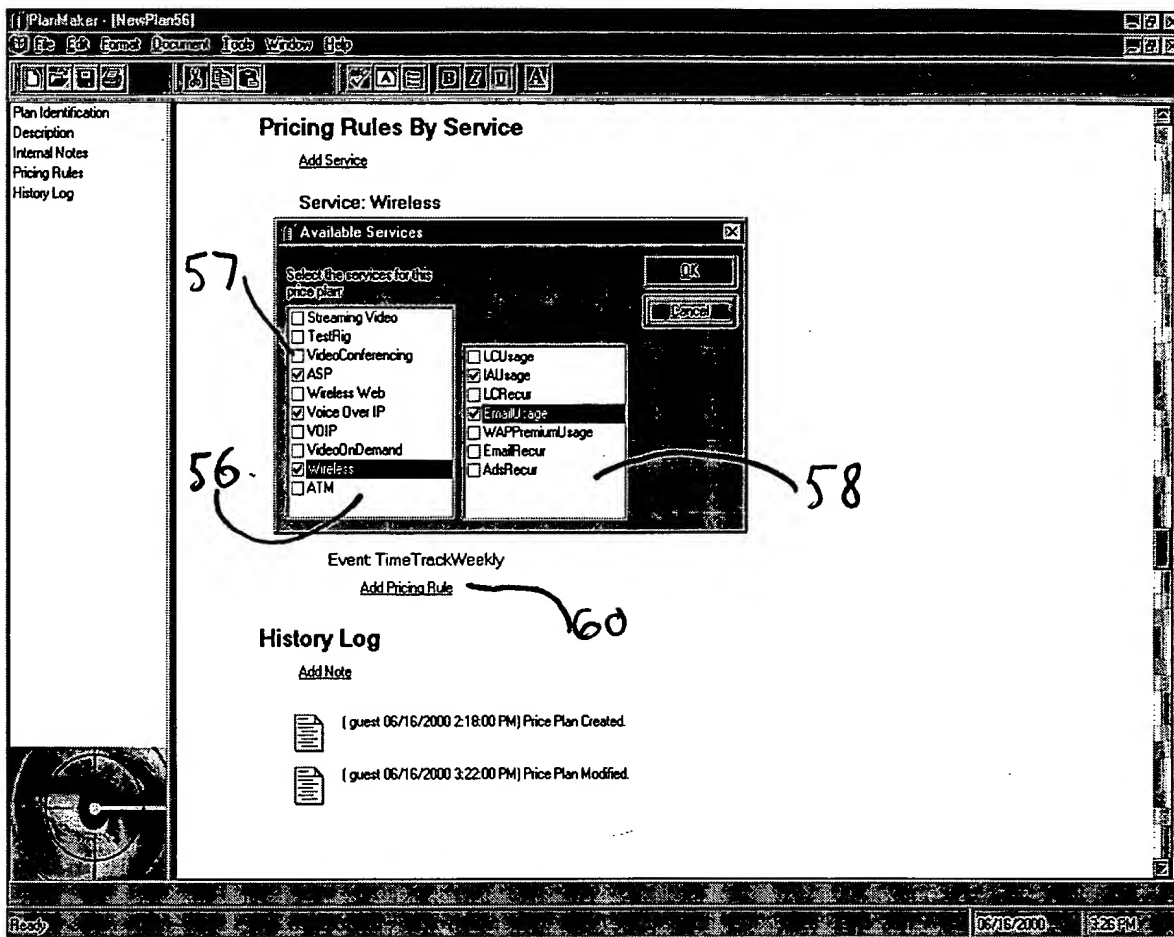 PlanMaker - [NewPlan56]
File Edit Format Document Tools Window Help
B I U A
Plan Identification
Description
Internal Notes
Pricing Rules
History Log
Pricing Rules By Service
Add Service
Service: Wireless
Available Services
Select the services for this
price plan:
OK
Cancel
Streaming Video
TestRig
VideoConferencing
ASP
Wireless Web
Voice Over IP
VOIP
VideoOnDemand
Wireless
ATM
LCUsage
IAUsage
LCRecur
EmailUsage
WAPPremiumUsage
EmailRecur
AdsRecur
57
56
58
Event: TimeTrackWeekly
Add Pricing Rule
60
History Log
Add Note
( guest 06/16/2000 2:18:00 PM) Price Plan Created.
( guest 06/16/2000 3:22:00 PM) Price Plan Modified.
Ready
06/16/2000
3:26 PM